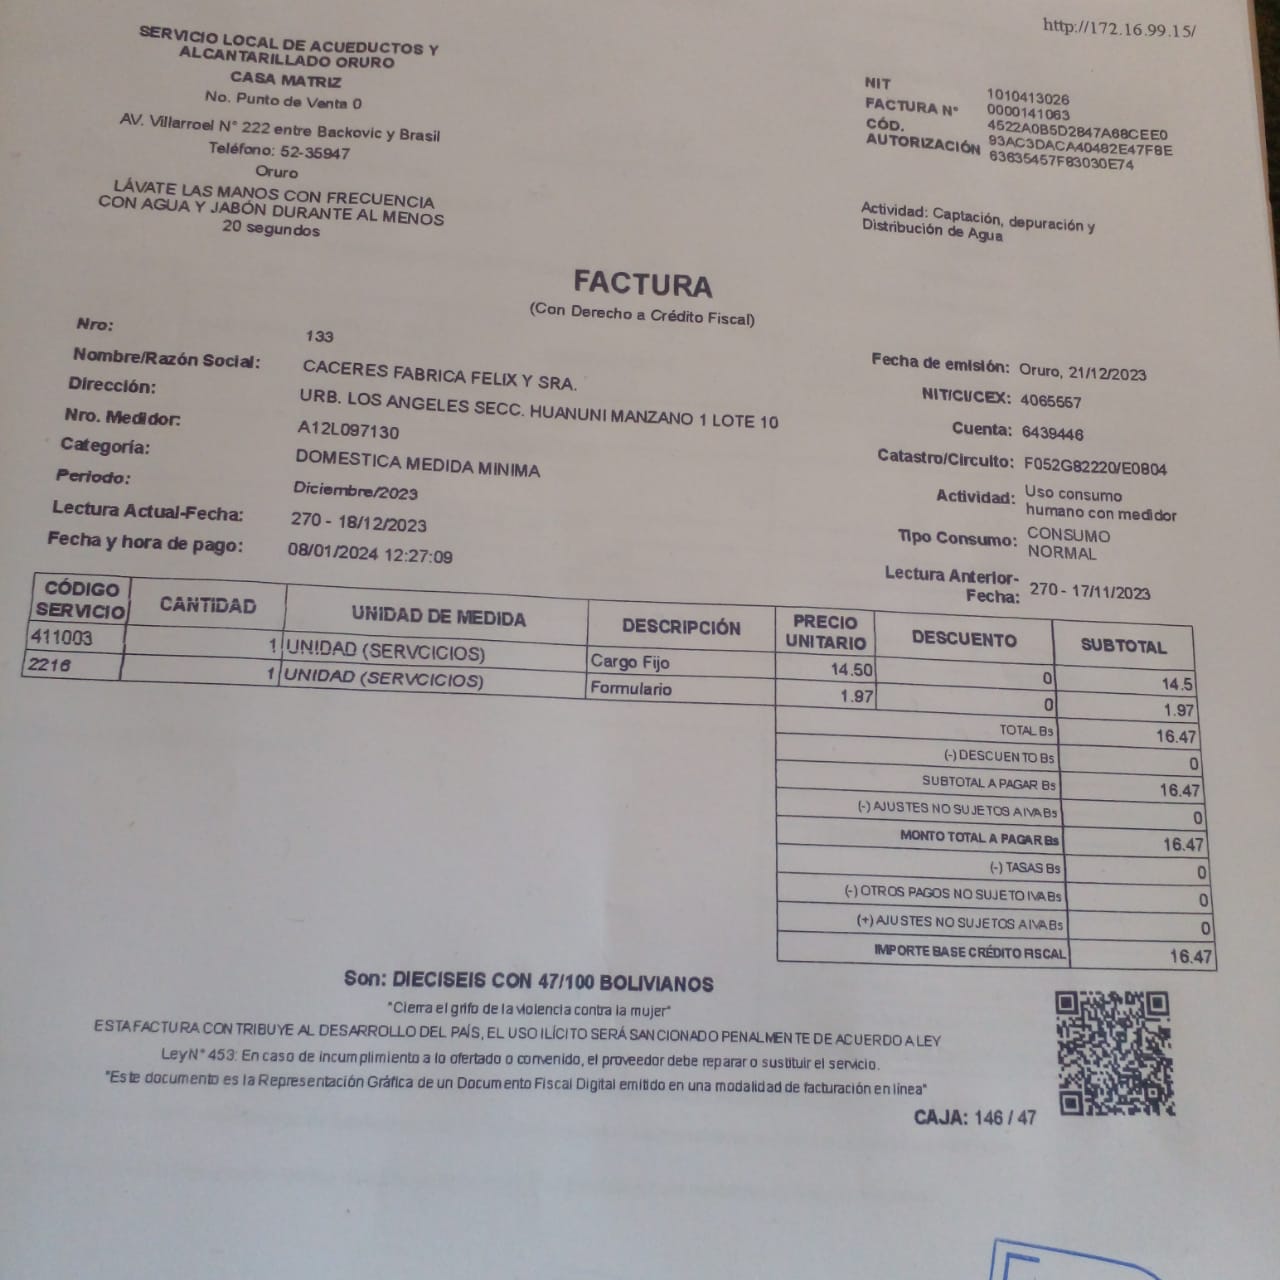 http://172.16.99.15/
SERVICIO LOCAL DE ACUEDUCTOS Y
ALCANTARILLADO ORURO
CASA MATRIZ
No. Punto de Venta 0
AV. Villarroel N° 222 entre Backovic y Brasil
Teléfono: 52-35947
Oruro
LÁVATE LAS MANOS CON FRECUENCIA
CON AGUA Y JABÓN DURANTE AL MENOS
20 segundos
NIT 1010413026
FACTURA N° 0000141063
CÓD. 4522A0B5D2847A68CEE0
AUTORIZACIÓN 93AC3DACA40482E47F8E
63635457F83030E74
Actividad: Captación, depuración y
Distribución de Agua
FACTURA
(Con Derecho a Crédito Fiscal)
Nro: 133
Nombre/Razón Social: CACERES FABRICA FELIX Y SRA.
Dirección: URB. LOS ANGELES SECC. HUANUNI MANZANO 1 LOTE 10
Nro. Medidor: A12L097130
Categoría: DOMESTICA MEDIDA MINIMA
Periodo: Diciembre/2023
Lectura Actual-Fecha: 270 - 18/12/2023
Fecha y hora de pago: 08/01/2024 12:27:09
Fecha de emisión: Oruro, 21/12/2023
NIT/CI/CEX: 4065557
Cuenta: 6439446
Catastro/Circuito: F052G82220/E0804
Actividad: Uso consumo
humano con medidor
Tipo Consumo: CONSUMO
NORMAL
Lectura Anterior-
Fecha: 270 - 17/11/2023
CÓDIGO SERVICIO CANTIDAD UNIDAD DE MEDIDA DESCRIPCIÓN PRECIO UNITARIO DESCUENTO SUBTOTAL
411003 1 UNIDAD (SERVCICIOS) Cargo Fijo 14.50 0 14.5
2216 1 UNIDAD (SERVCICIOS) Formulario 1.97 0 1.97
TOTAL Bs 16.47
(-) DESCUENTO Bs 0
SUBTOTAL A PAGAR Bs 16.47
(-) AJUSTES NO SUJETOS A IVA Bs 0
MONTO TOTAL A PAGAR Bs 16.47
(-) TASAS Bs 0
(-) OTROS PAGOS NO SUJETO IVA Bs 0
(+) AJUSTES NO SUJETOS A IVA Bs 0
IMPORTE BASE CRÉDITO FISCAL 16.47
Son: DIECISEIS CON 47/100 BOLIVIANOS
"Cierra el grifo de la violencia contra la mujer"
ESTA FACTURA CONTRIBUYE AL DESARROLLO DEL PAÍS, EL USO ILÍCITO SERÁ SANCIONADO PENALMENTE DE ACUERDO A LEY
Ley N° 453: En caso de incumplimiento a lo ofertado o convenido, el proveedor debe reparar o sustituir el servicio.
"Este documento es la Representación Gráfica de un Documento Fiscal Digital emitido en una modalidad de facturación en línea"
CAJA: 146 / 47